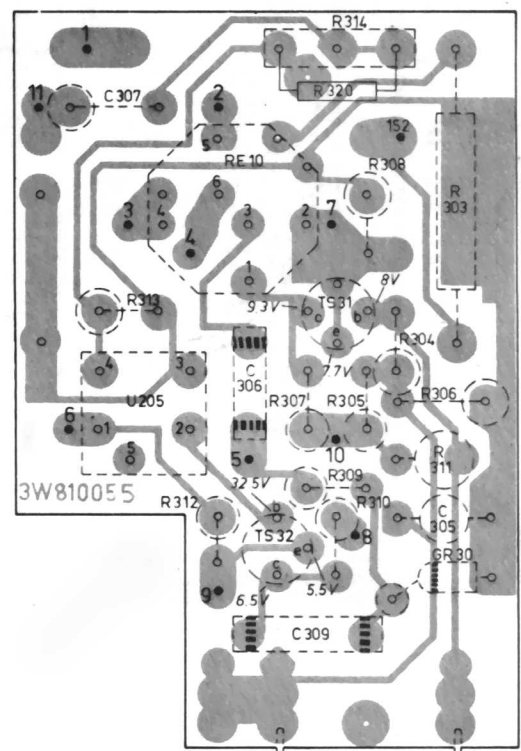 1
R314
11
C307
2
R320
5
152
RE10
R308
R
303
3
4
6
3
2
7
4
1
8V
9.3V
TS31
c
b
R313
e
R304
4
3
C
306
7.7V
R306
U205
R307
R305
6
1
2
10
R
311
5
5
R309
3W810055
32.5V
R312
R310
C
305
b
TS32
8
e
GR30
c
9
6.5V
5.5V
C309